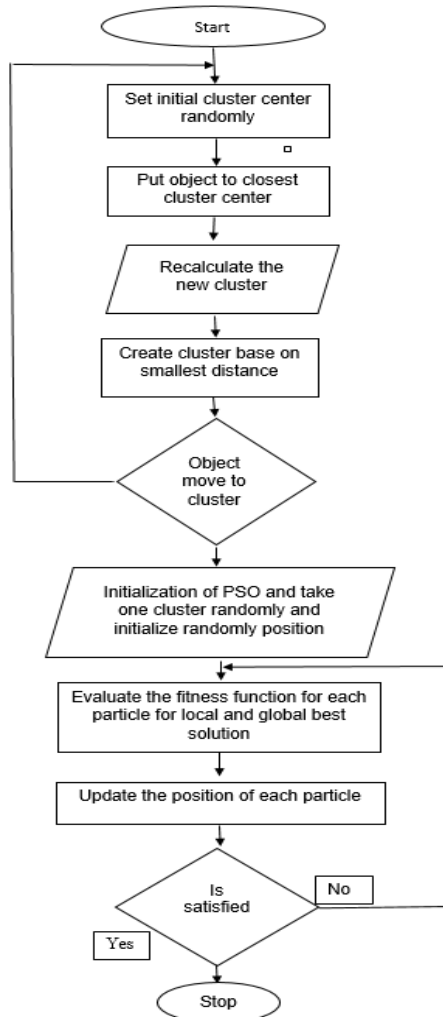 Start
Set initial cluster center
randomly
Put object to closest
cluster center
Recalculate the
new cluster
Create cluster base on
smallest distance
Object
move to
cluster
Initialization of PSO and take
one cluster randomly and
initialize randomly position
Evaluate the fitness function for each
particle for local and global best
solution
Update the position of each particle
Is
satisfied
No
Yes
Stop